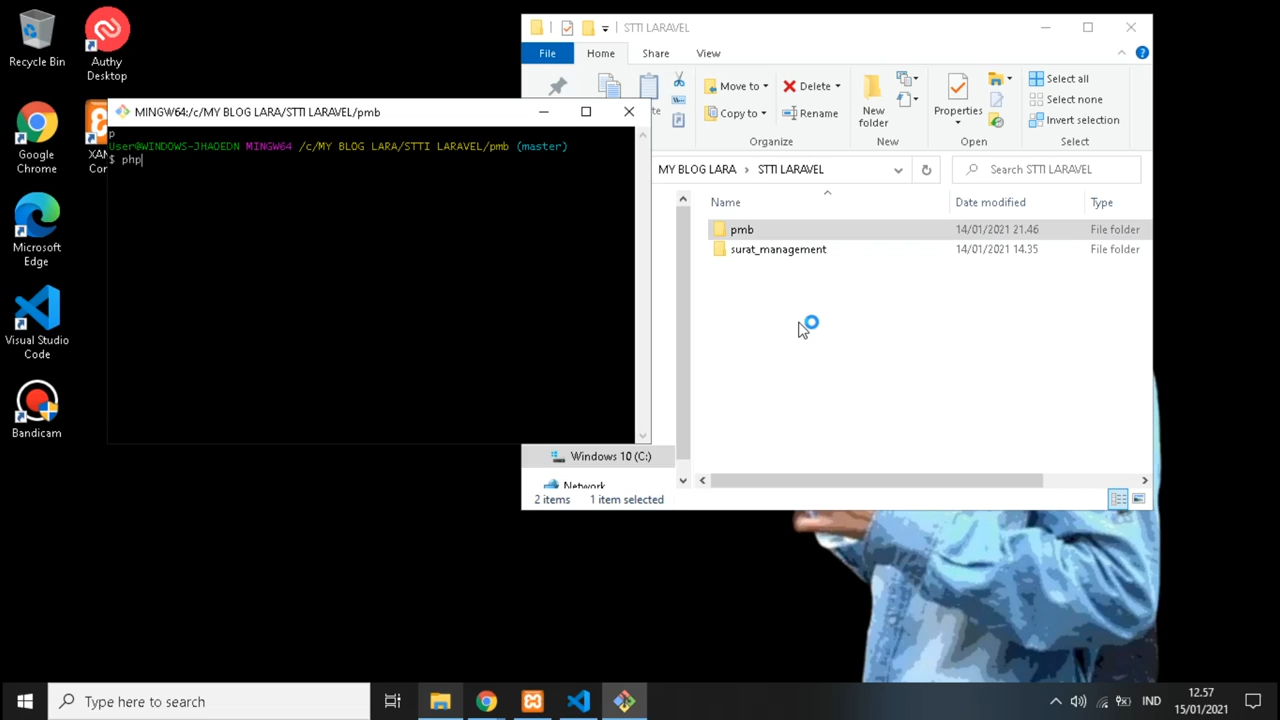 Recycle Bin
Authy
Desktop
Google
Chrome
XAN
Cor
Microsoft
Edge
Visual Studio
Code
Bandicam
MINGW64:/c/MY BLOG LARA/STTI LARAVEL/pmb
p
User@WINDOWS-JHAOEDN MINGW64 /c/MY BLOG LARA/STTI LARAVEL/pmb (master)
$ php
STTI LARAVEL
File
Home
Share
View
Move to
Copy to
Delete
Rename
Organize
New
folder
New
Properties
Open
Select all
Select none
Invert selection
Select
MY BLOG LARA > STTI LARAVEL
Search STTI LARAVEL
Name
Date modified
Type
pmb
14/01/2021 21.46
File folder
surat_management
14/01/2021 14.35
File folder
Windows 10 (C:)
Network
2 items
1 item selected
Type here to search
IND
12.57
15/01/2021